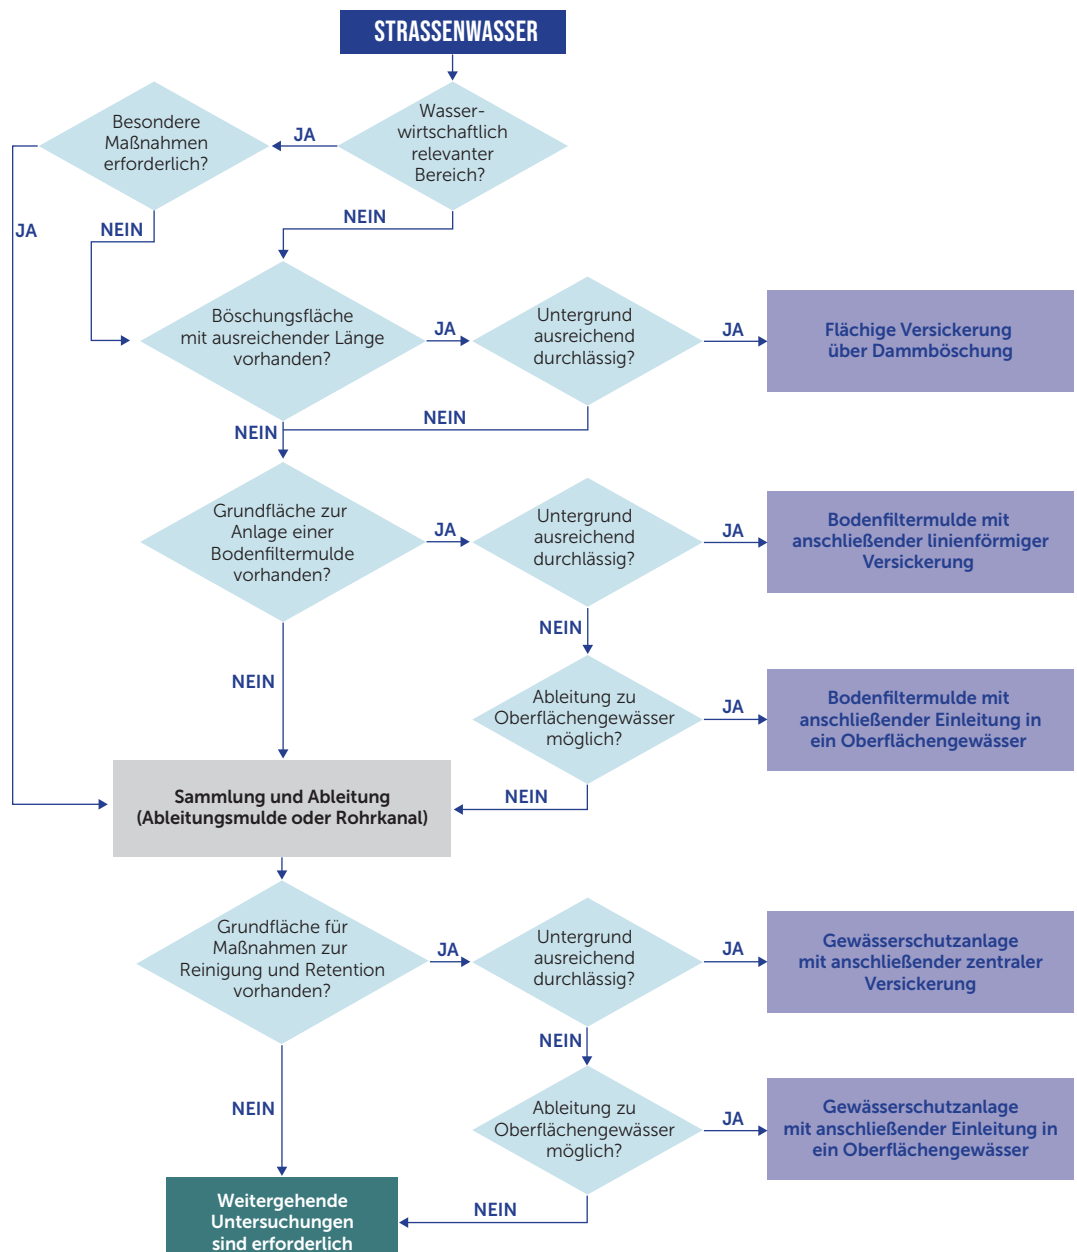 STRASSENWASSER
Wasser-
wirtschaftlich
relevanter
Bereich?
JA
Besondere
Maßnahmen
erforderlich?
JA
NEIN
NEIN
Böschungsfläche
mit ausreichender Länge
vorhanden?
JA
Untergrund
ausreichend
durchlässig?
JA
Flächige Versickerung
über Dammböschung
NEIN
NEIN
Grundfläche zur
Anlage einer
Bodenfiltermulde
vorhanden?
JA
Untergrund
ausreichend
durchlässig?
JA
Bodenfiltermulde mit
anschließender linienförmiger
Versickerung
NEIN
NEIN
Ableitung zu
Oberflächengewässer
möglich?
JA
Bodenfiltermulde mit
anschließender Einleitung in
ein Oberflächengewässer
NEIN
Sammlung und Ableitung
(Ableitungsmulde oder Rohrkanal)
Grundfläche für
Maßnahmen zur
Reinigung und Retention
vorhanden?
JA
Untergrund
ausreichend
durchlässig?
JA
Gewässerschutzanlage
mit anschließender zentraler
Versickerung
NEIN
NEIN
Ableitung zu
Oberflächengewässer
möglich?
JA
Gewässerschutzanlage
mit anschließender Einleitung in
ein Oberflächengewässer
NEIN
Weitergehende
Untersuchungen
sind erforderlich